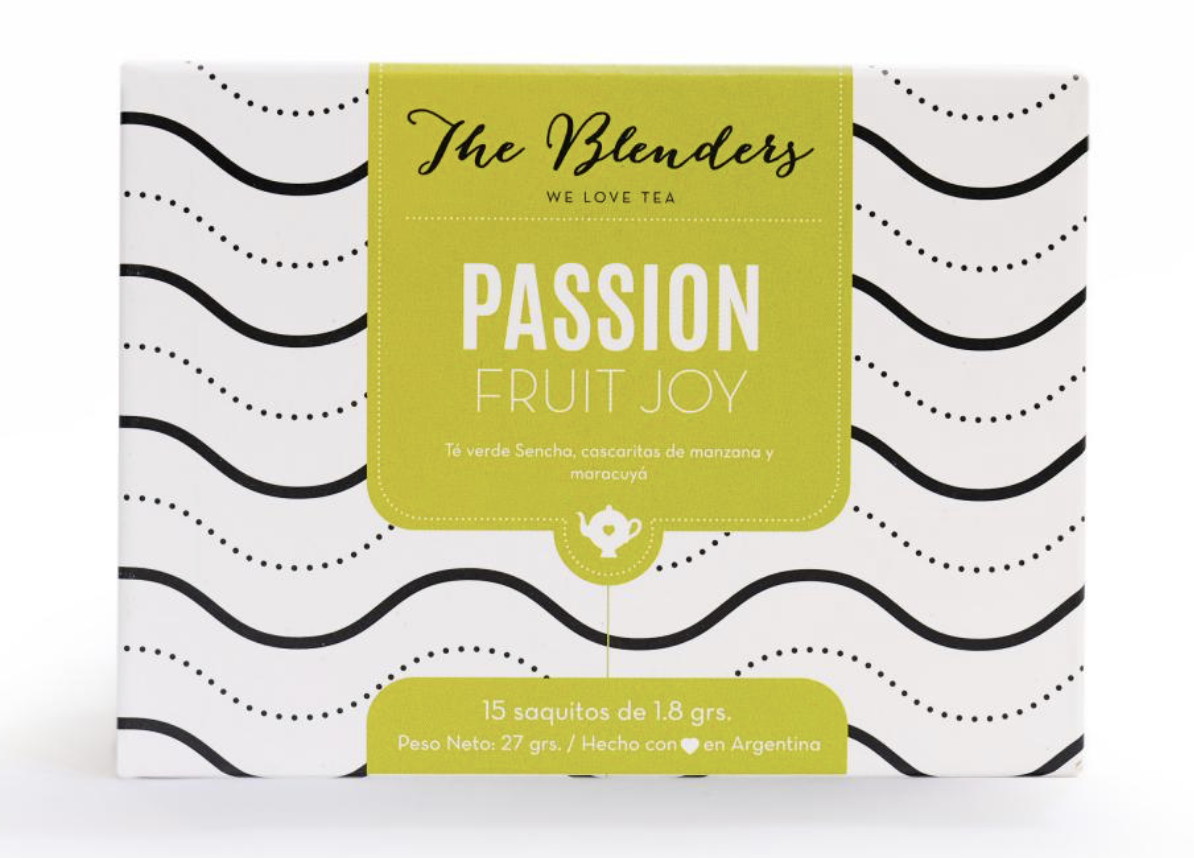 The Blenders
WE LOVE TEA
PASSION
FRUIT JOY
Té verde Sencha, cascaritas de manzana y
maracuyá
15 saquitos de 1.8 grs.
Peso Neto: 27 grs. / Hecho con ♥ en Argentina